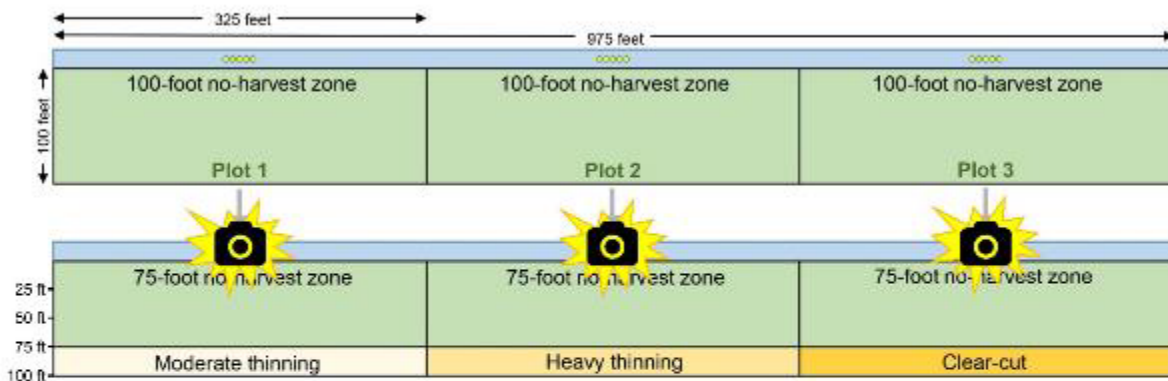 325 feet
975 feet
100-foot no-harvest zone 100-foot no-harvest zone 100-foot no-harvest zone
100 feet
Plot 1 Plot 2 Plot 3
75-foot no-harvest zone 75-foot no-harvest zone 75-foot no-harvest zone
25 ft
50 ft
75 ft
Moderate thinning Heavy thinning Clear-cut
100 ft